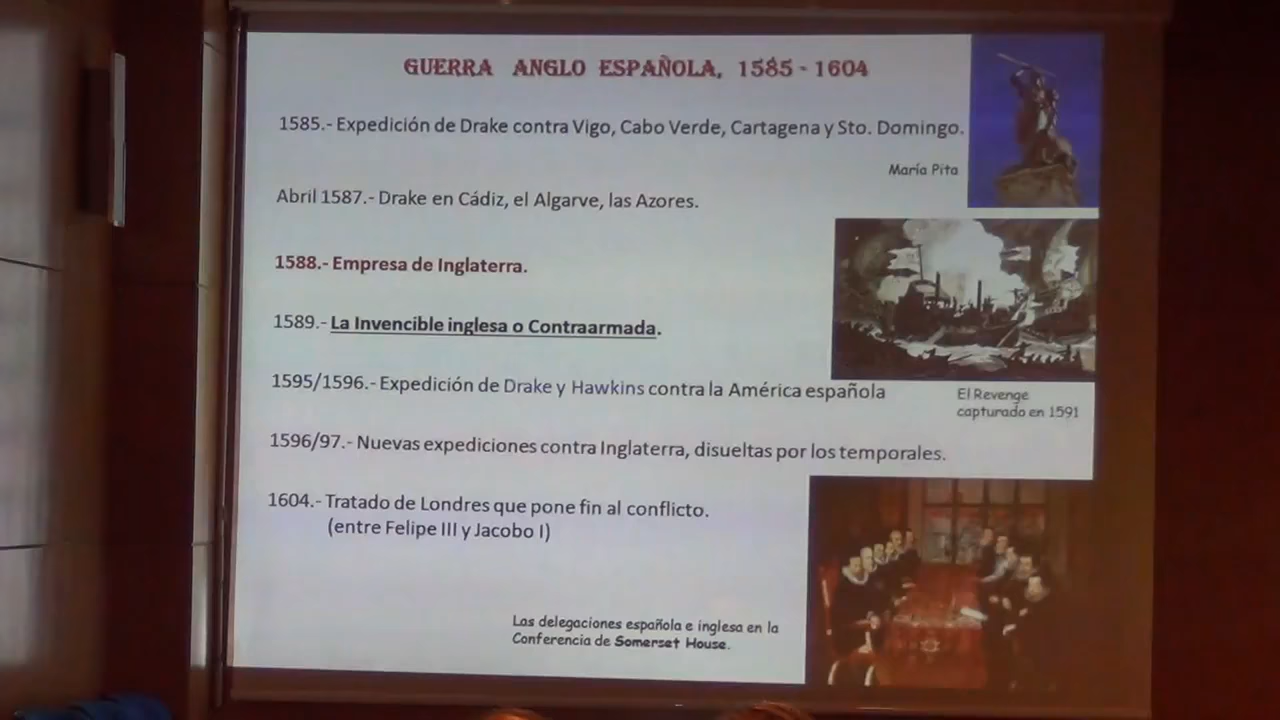 GUERRA ANGLO ESPAÑOLA, 1585 - 1604
1585.- Expedición de Drake contra Vigo, Cabo Verde, Cartagena y Sto. Domingo.
María Pita
Abril 1587.- Drake en Cádiz, el Algarve, las Azores.
1588.- Empresa de Inglaterra.
1589.- La Invencible inglesa o Contraarmada.
1595/1596.- Expedición de Drake y Hawkins contra la América española
El Revenge
capturado en 1591
1596/97.- Nuevas expediciones contra Inglaterra, disueltas por los temporales.
1604.- Tratado de Londres que pone fin al conflicto.
(entre Felipe III y Jacobo I)
Las delegaciones española e inglesa en la
Conferencia de Somerset House.